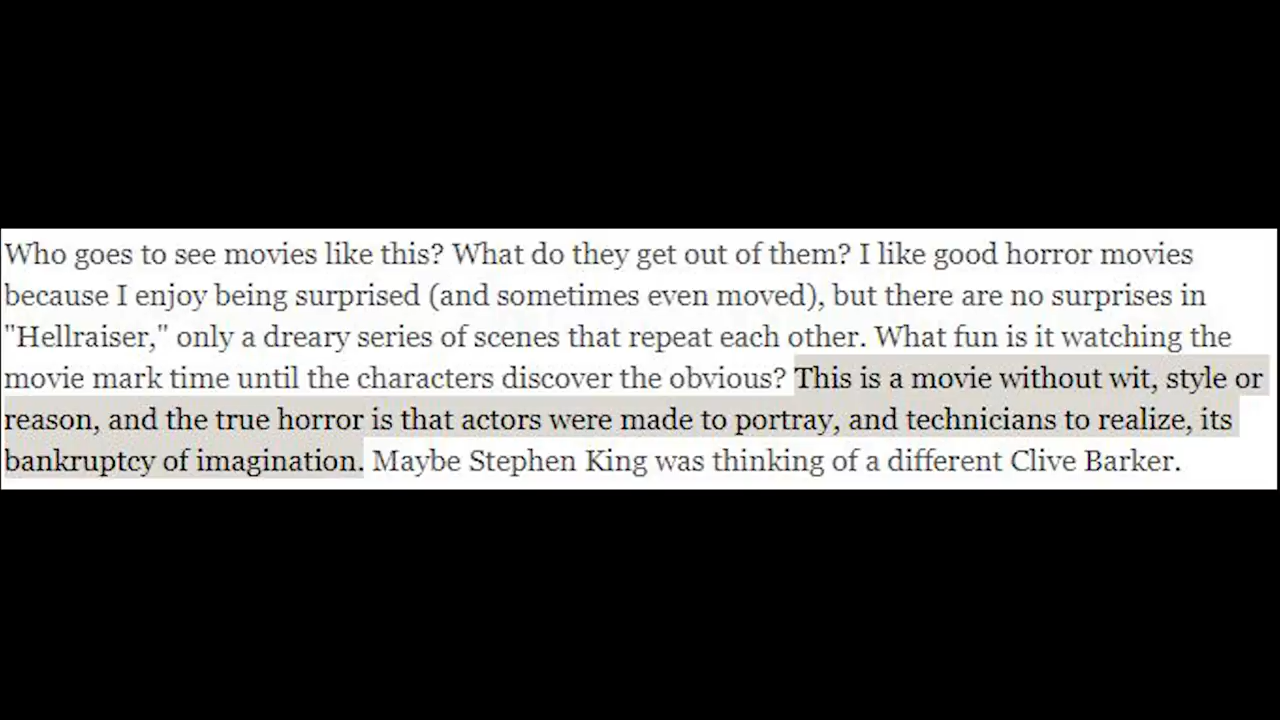 Who goes to see movies like this? What do they get out of them? I like good horror movies
because I enjoy being surprised (and sometimes even moved), but there are no surprises in
"Hellraiser," only a dreary series of scenes that repeat each other. What fun is it watching the
movie mark time until the characters discover the obvious? This is a movie without wit, style or
reason, and the true horror is that actors were made to portray, and technicians to realize, its
bankruptcy of imagination. Maybe Stephen King was thinking of a different Clive Barker.